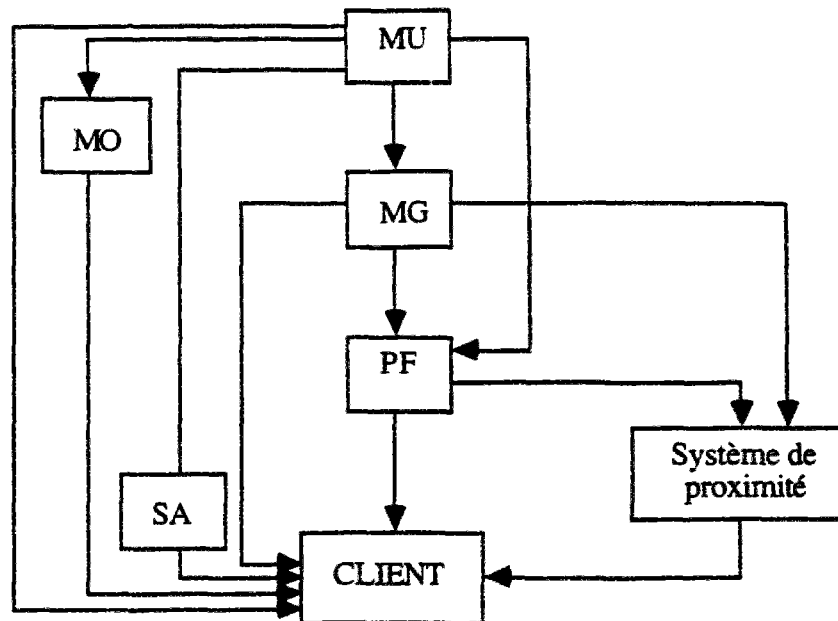 MU
MO
MG
PF
Système de
proximité
SA
CLIENT